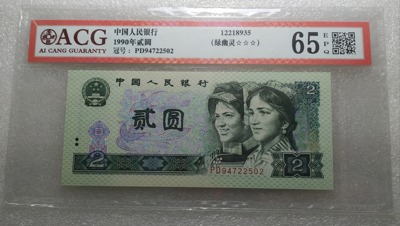 ACG
AI CANG GUARANTY
中国人民银行
1990年贰圆
冠号：PD94722502
12218935
(绿幽灵☆☆☆)
65 EPQ
中国人民银行
2
贰圆
2
2
PD94722502